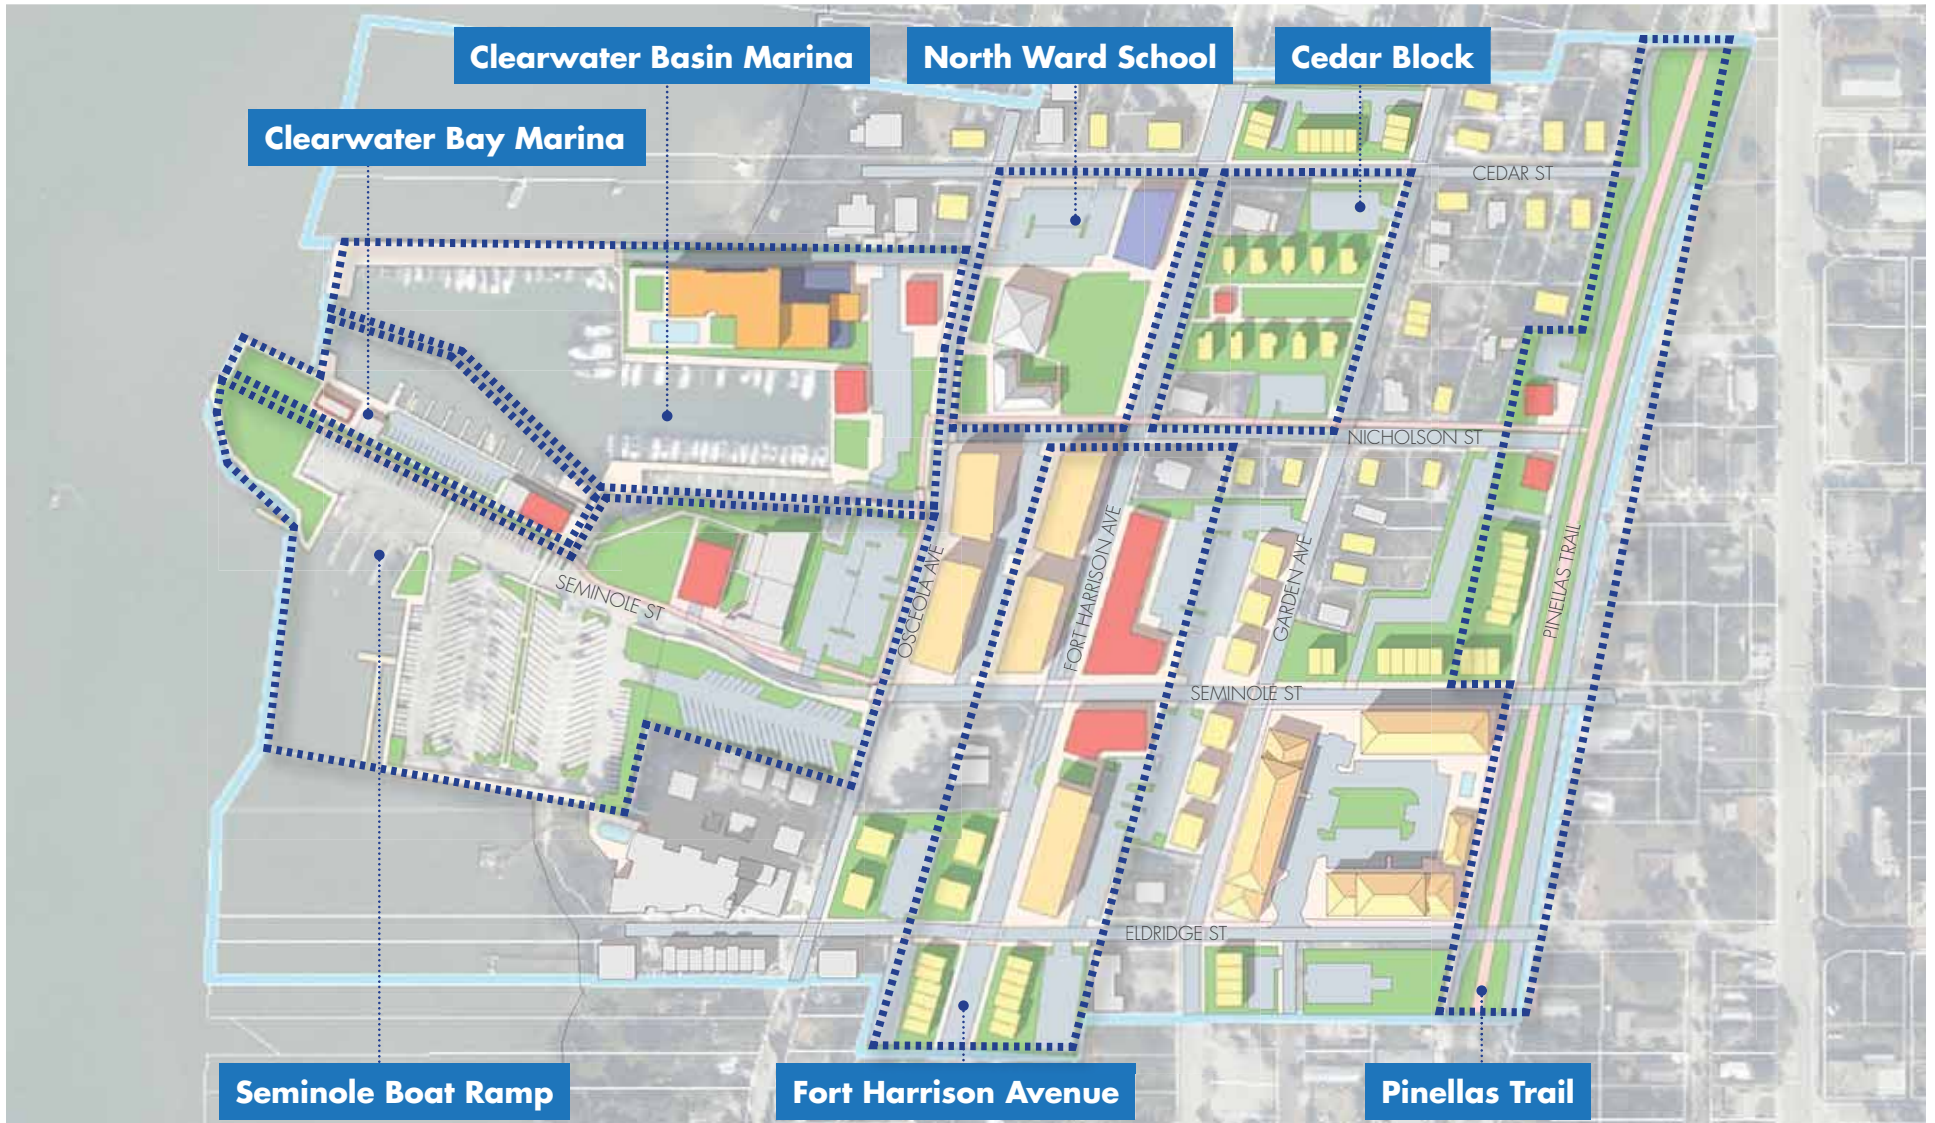 Clearwater Basin Marina
North Ward School
Cedar Block
Clearwater Bay Marina
CEDAR ST
NICHOLSON ST
SEMINOLE ST
OSCEOLA AVE
FORT HARRISON AVE
GARDEN AVE
PINELLAS TRAIL
SEMINOLE ST
ELDRIDGE ST
Seminole Boat Ramp
Fort Harrison Avenue
Pinellas Trail